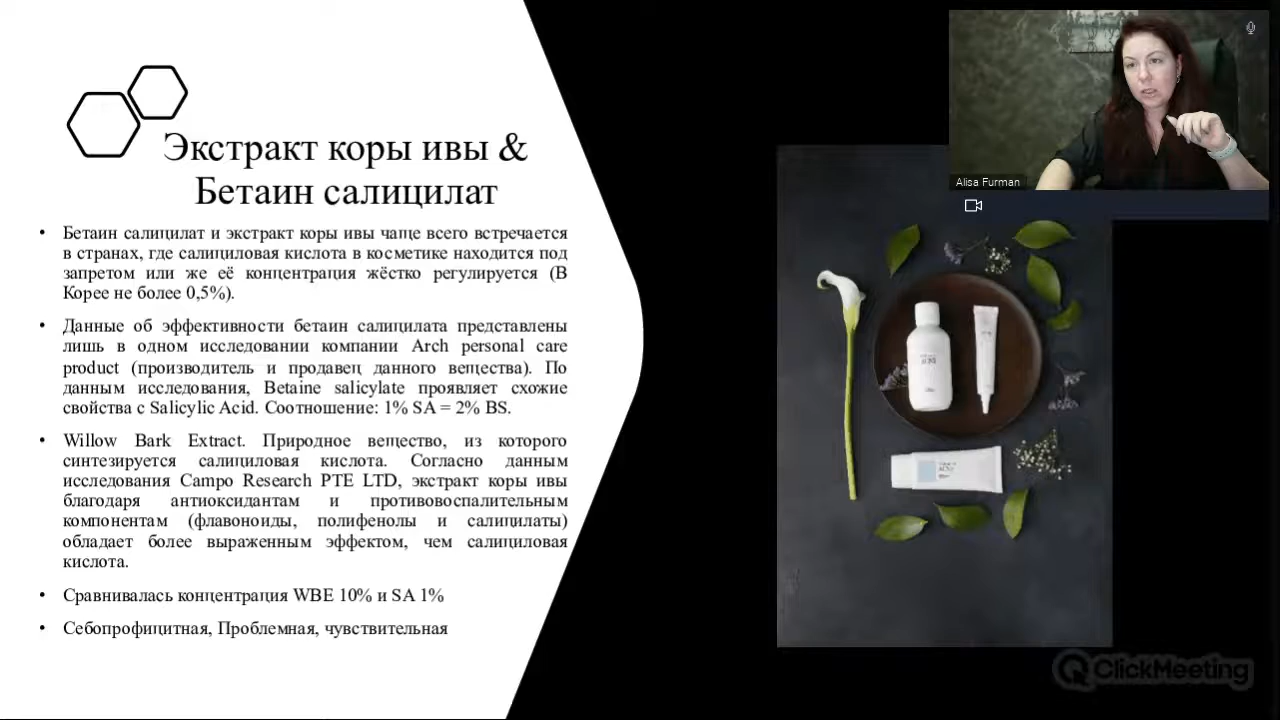 Экстракт коры ивы &
Бетаин салицилат
• Бетаин салицилат и экстракт коры ивы чаще всего встречается
в странах, где салициловая кислота в косметике находится под
запретом или же её концентрация жёстко регулируется (В
Корее не более 0,5%).
• Данные об эффективности бетаин салицилата представлены
лишь в одном исследовании компании Arch personal care
product (производитель и продавец данного вещества). По
данным исследования, Betaine salicylate проявляет схожие
свойства с Salicylic Acid. Соотношение: 1% SA = 2% BS.
• Willow Bark Extract. Природное вещество, из которого
синтезируется салициловая кислота. Согласно данным
исследования Campo Research PTE LTD, экстракт коры ивы
благодаря антиоксидантам и противовоспалительным
компонентам (флавоноиды, полифенолы и салицилаты)
обладает более выраженным эффектом, чем салициловая
кислота.
• Сравнивалась концентрация WBE 10% и SA 1%
• Себопрофицитная, Проблемная, чувствительная
Alisa Furman
ClickMeeting